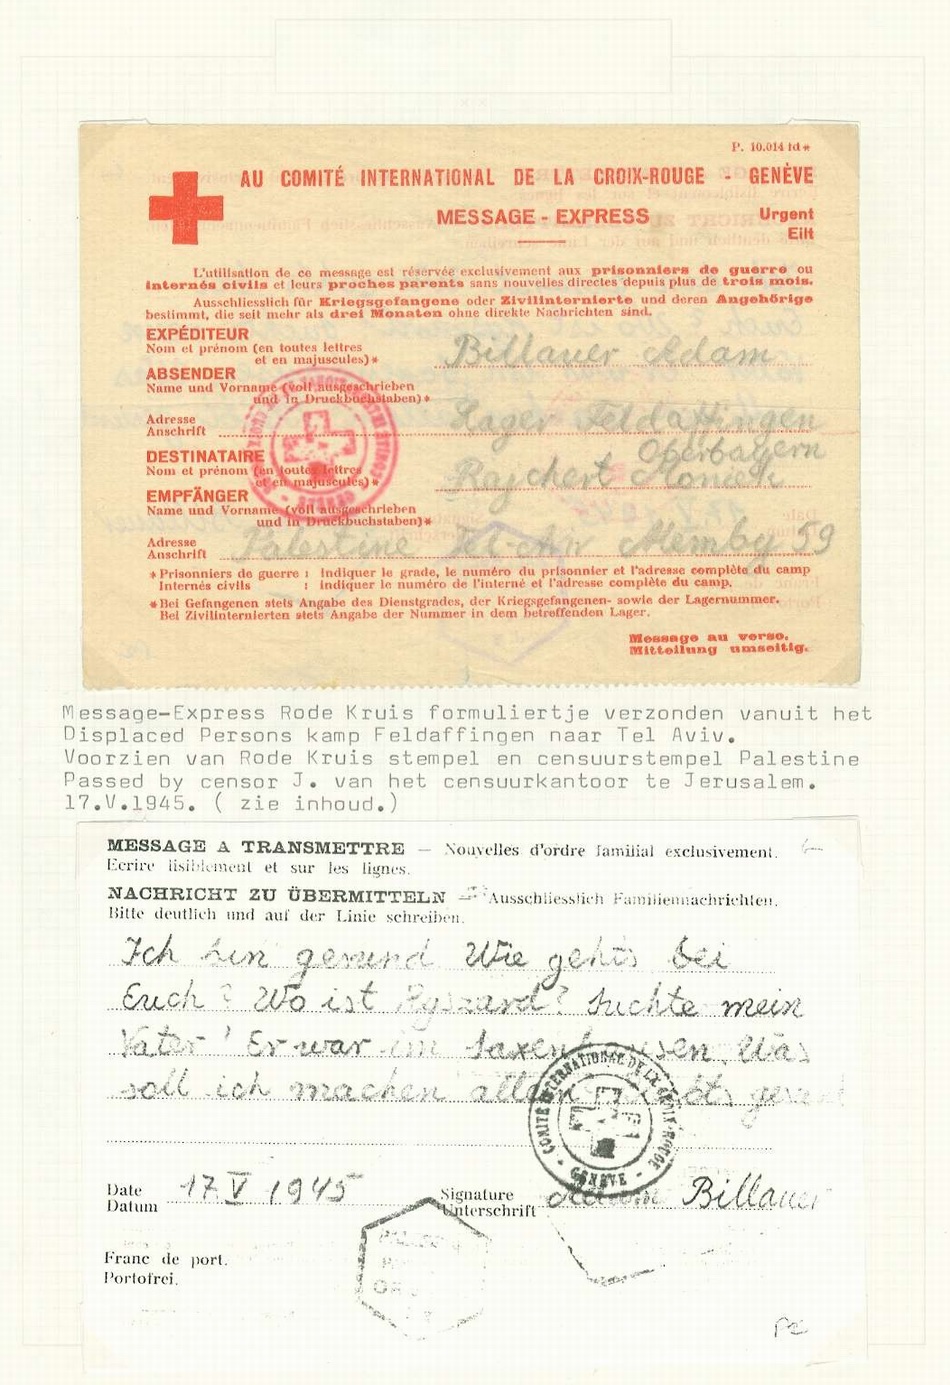 P. 10.014 td*
AU COMITÉ INTERNATIONAL DE LA CROIX-ROUGE - GENÈVE
MESSAGE - EXPRESS
Urgent
Eilt
L'utilisation de ce message est réservée exclusivement aux prisonniers de guerre ou
internés civils et leurs proches parents sans nouvelles directes depuis plus de trois mois.
Ausschliesslich für Kriegsgefangene oder Zivilinternierte und deren Angehörige
bestimmt, die seit mehr als drei Monaten ohne direkte Nachrichten sind.
EXPÉDITEUR
Nom et prénom (en toutes lettres
et en majuscules)*
Billauer Adam
ABSENDER
Name und Vorname (voll ausgeschrieben
und in Druckbuchstaben)*
Adresse
Anschrift
Lager Feldaffingen
Oberbayern
DESTINATAIRE
Nom et prénom (en toutes lettres
et en majuscules)*
Rajchert Moniek
EMPFÄNGER
Name und Vorname (voll ausgeschrieben
und in Druckbuchstaben)*
Adresse
Anschrift
Palestine Tel-Aviv Alemby 59
*Prisonniers de guerre : Indiquer le grade, le numéro du prisonnier et l'adresse complète du camp
Internés civils : indiquer le numéro de l'interné et l'adresse complète du camp.
*Bei Gefangenen stets Angabe des Dienstgrades, der Kriegsgefangenen- sowie der Lagernummer.
Bei Zivilinternierten stets Angabe der Nummer in dem betreffenden Lager.
Message au verso.
Mitteilung umseitig.
Message-Express Rode Kruis formuliertje verzonden vanuit het
Displaced Persons kamp Feldaffingen naar Tel Aviv.
Voorzien van Rode Kruis stempel en censuurstempel Palestine
Passed by censor J. van het censuurkantoor te Jerusalem.
17.V.1945. ( zie inhoud.)
MESSAGE A TRANSMETTRE — Nouvelles d'ordre familial exclusivement.
Ecrire lisiblement et sur les lignes.
NACHRICHT ZU ÜBERMITTELN — Ausschliesslich Familiennachrichten.
Bitte deutlich und auf der Linie schreiben.
Ich bin gesund Wie gehts bei
Euch? Wo ist Ryszard? Suchte mein
Vater! Er war im Saxenhausen. Was
soll ich machen allein
COMITÉ INTERNATIONAL DE LA CROIX-ROUGE - GENÈVE -
Date
Datum
17 V 1945
Signature
Unterschrift
Adam Billauer
Franc de port.
Portofrei.